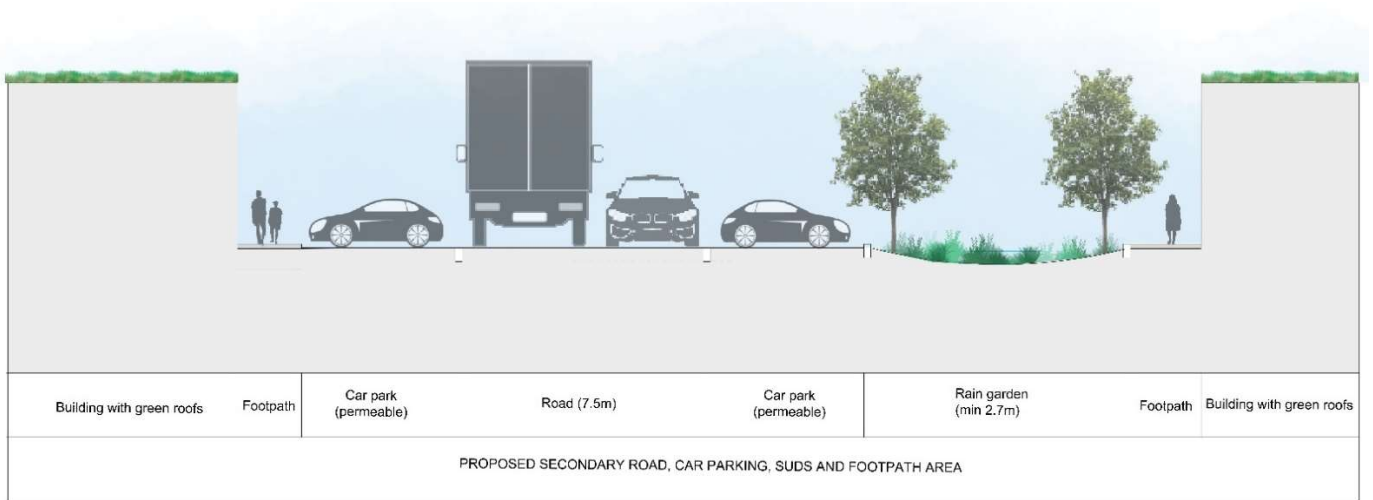 Building with green roofs
Footpath
Car park
(permeable)
Road (7.5m)
Car park
(permeable)
Rain garden
(min 2.7m)
Footpath
Building with green roofs
PROPOSED SECONDARY ROAD, CAR PARKING, SUDS AND FOOTPATH AREA